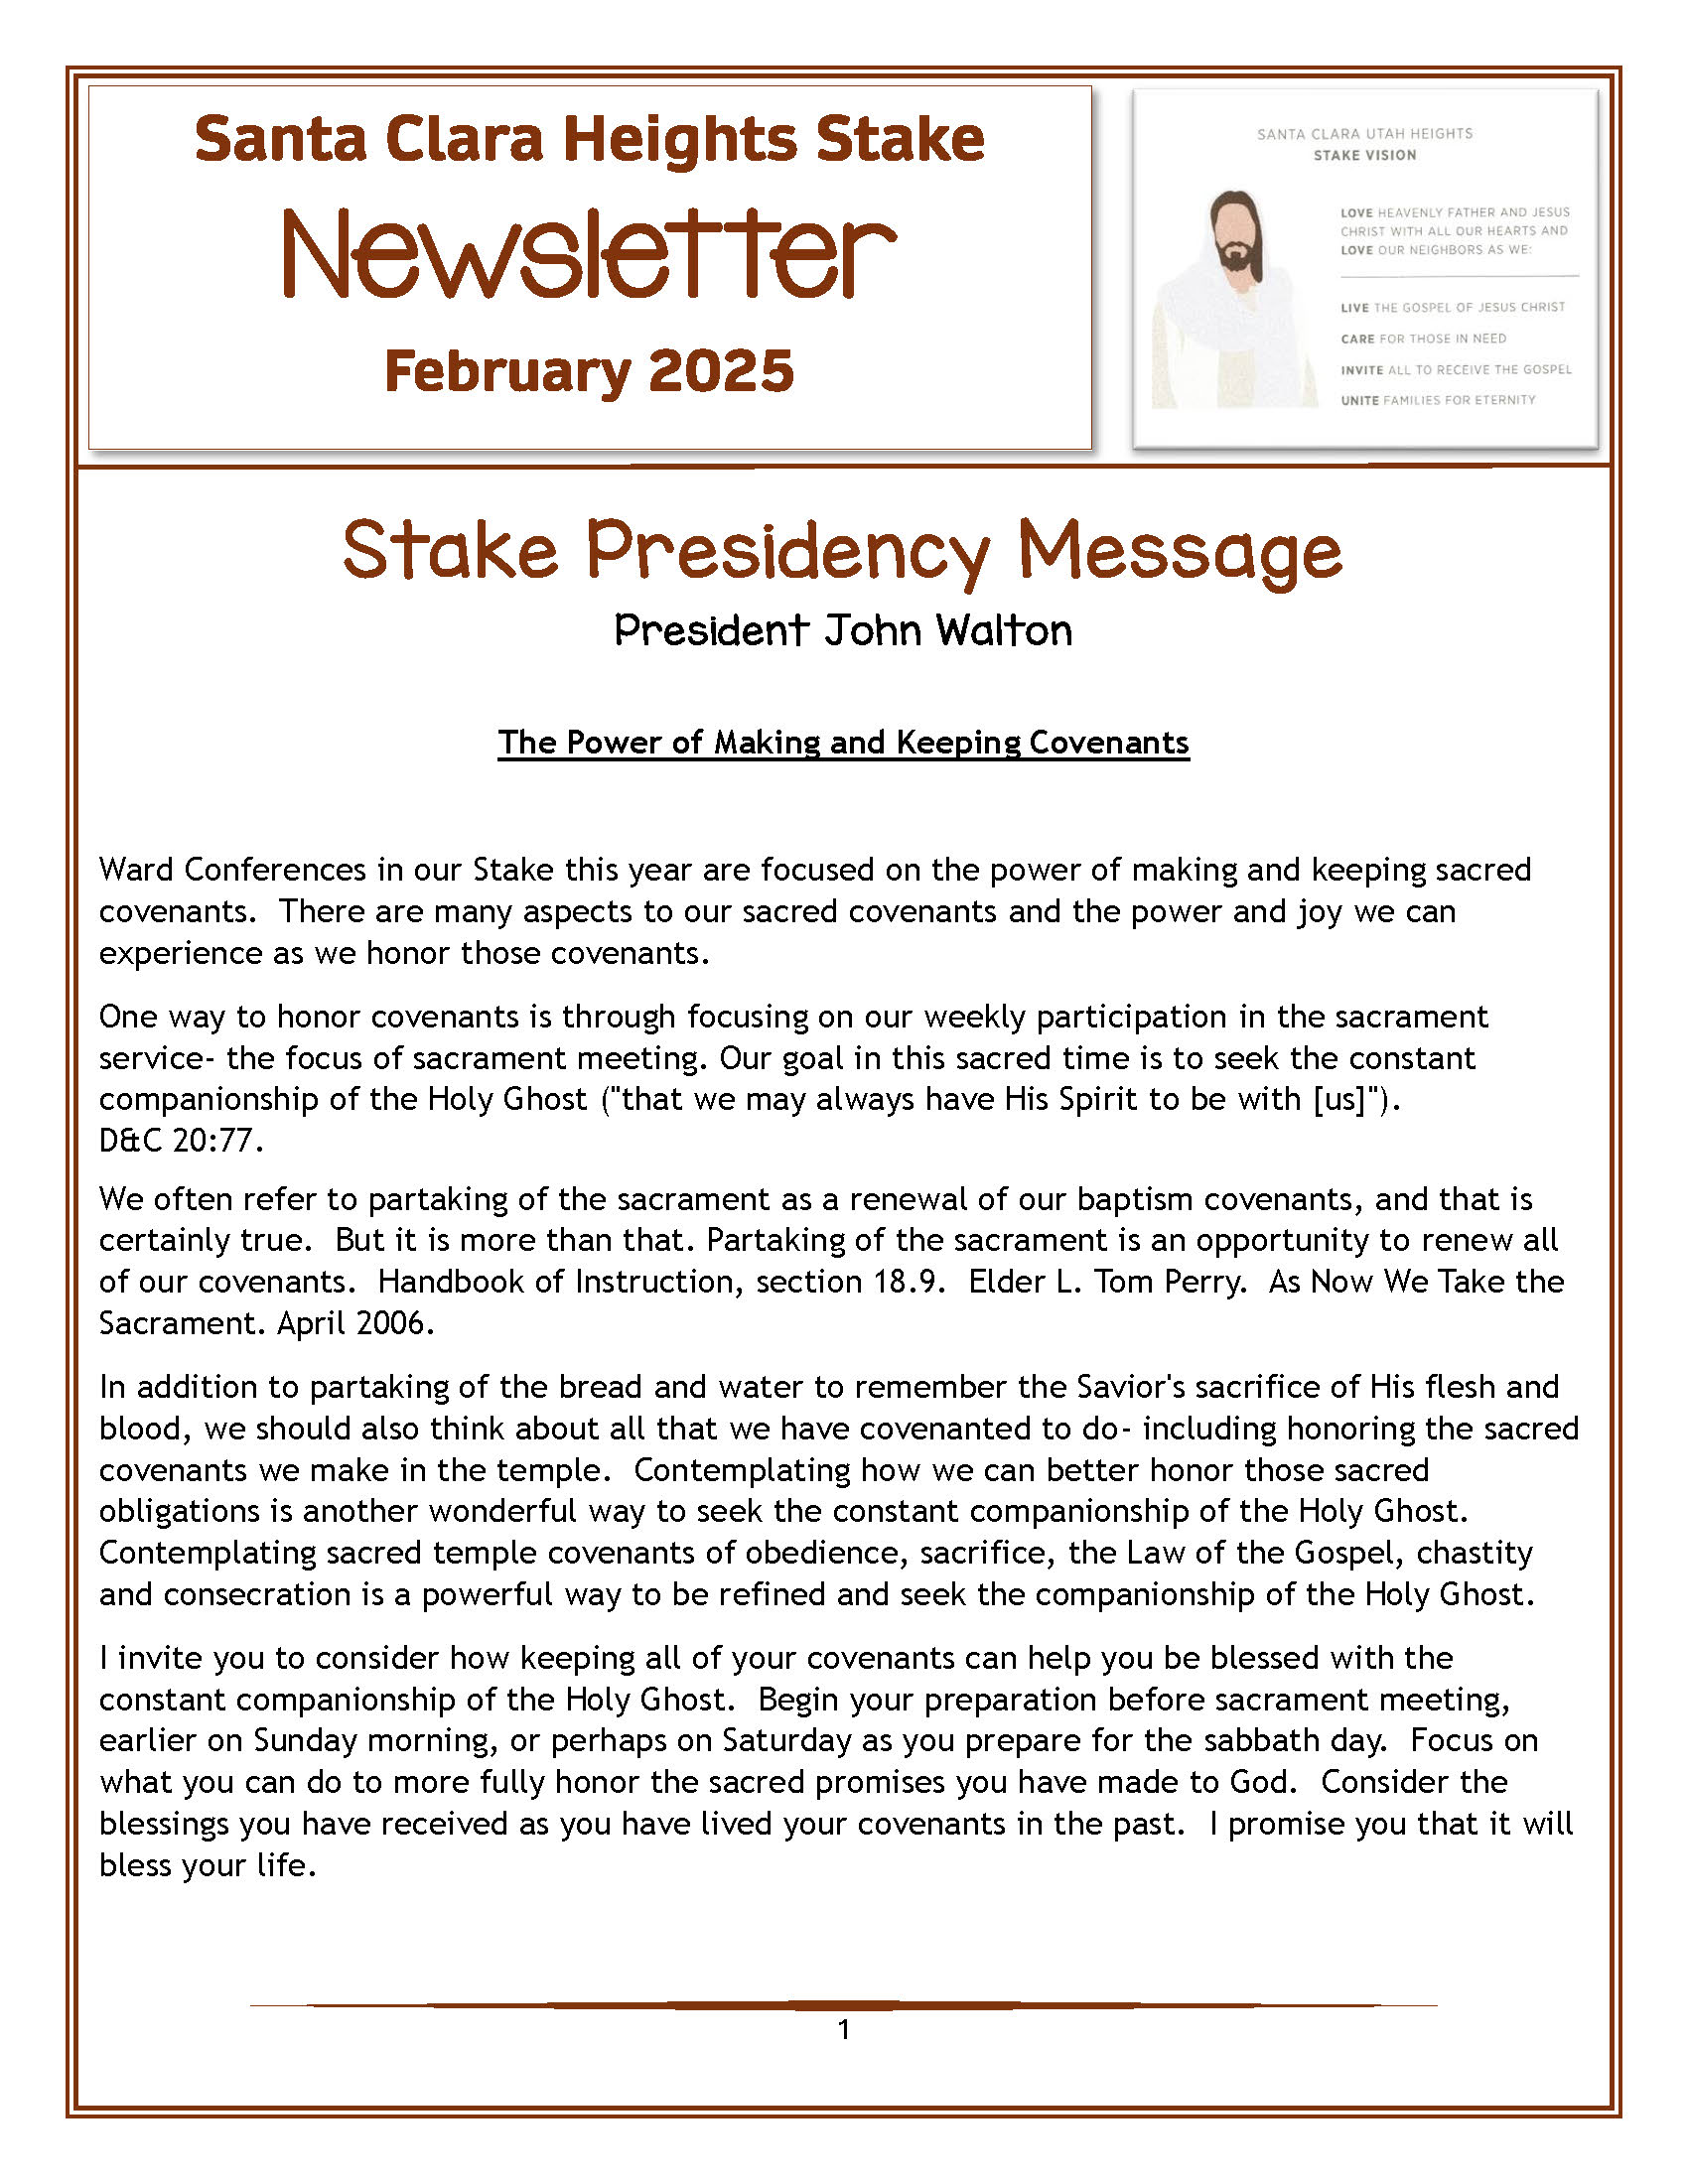 Santa Clara Heights Stake
Newsletter
February 2025
SANTA CLARA UTAH HEIGHTS
STAKE VISION
LOVE HEAVENLY FATHER AND JESUS
CHRIST WITH ALL OUR HEARTS AND
LOVE OUR NEIGHBORS AS WE:
LIVE THE GOSPEL OF JESUS CHRIST
CARE FOR THOSE IN NEED
INVITE ALL TO RECEIVE THE GOSPEL
UNITE FAMILIES FOR ETERNITY
Stake Presidency Message
President John Walton
The Power of Making and Keeping Covenants
Ward Conferences in our Stake this year are focused on the power of making and keeping sacred
covenants.  There are many aspects to our sacred covenants and the power and joy we can
experience as we honor those covenants.
One way to honor covenants is through focusing on our weekly participation in the sacrament
service- the focus of sacrament meeting. Our goal in this sacred time is to seek the constant
companionship of the Holy Ghost ("that we may always have His Spirit to be with [us]").
D&C 20:77.
We often refer to partaking of the sacrament as a renewal of our baptism covenants, and that is
certainly true.  But it is more than that. Partaking of the sacrament is an opportunity to renew all
of our covenants.  Handbook of Instruction, section 18.9.  Elder L. Tom Perry.  As Now We Take the
Sacrament. April 2006.
In addition to partaking of the bread and water to remember the Savior's sacrifice of His flesh and
blood, we should also think about all that we have covenanted to do- including honoring the sacred
covenants we make in the temple.  Contemplating how we can better honor those sacred
obligations is another wonderful way to seek the constant companionship of the Holy Ghost.
Contemplating sacred temple covenants of obedience, sacrifice, the Law of the Gospel, chastity
and consecration is a powerful way to be refined and seek the companionship of the Holy Ghost.
I invite you to consider how keeping all of your covenants can help you be blessed with the
constant companionship of the Holy Ghost.  Begin your preparation before sacrament meeting,
earlier on Sunday morning, or perhaps on Saturday as you prepare for the sabbath day.  Focus on
what you can do to more fully honor the sacred promises you have made to God.  Consider the
blessings you have received as you have lived your covenants in the past.  I promise you that it will
bless your life.
1